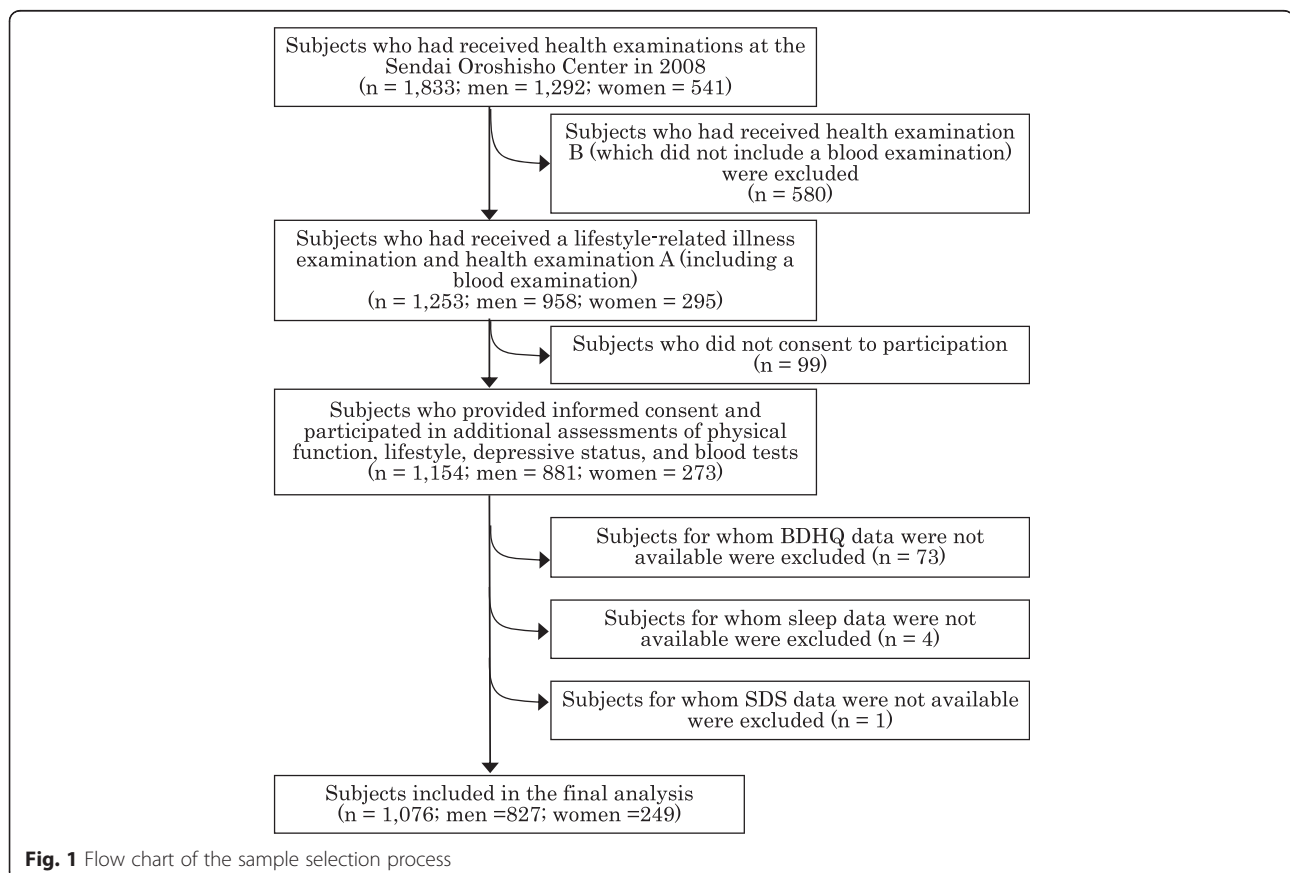 Subjects who had received health examinations at the
Sendai Oroshisho Center in 2008
(n = 1,833; men = 1,292; women = 541)
Subjects who had received health examination
B (which did not include a blood examination)
were excluded
(n = 580)
Subjects who had received a lifestyle-related illness
examination and health examination A (including a
blood examination)
(n = 1,253; men = 958; women = 295)
Subjects who did not consent to participation
(n = 99)
Subjects who provided informed consent and
participated in additional assessments of physical
function, lifestyle, depressive status, and blood tests
(n = 1,154; men = 881; women = 273)
Subjects for whom BDHQ data were not
available were excluded (n = 73)
Subjects for whom sleep data were not
available were excluded (n = 4)
Subjects for whom SDS data were not available
were excluded (n = 1)
Subjects included in the final analysis
(n = 1,076; men =827; women =249)
Fig. 1 Flow chart of the sample selection process